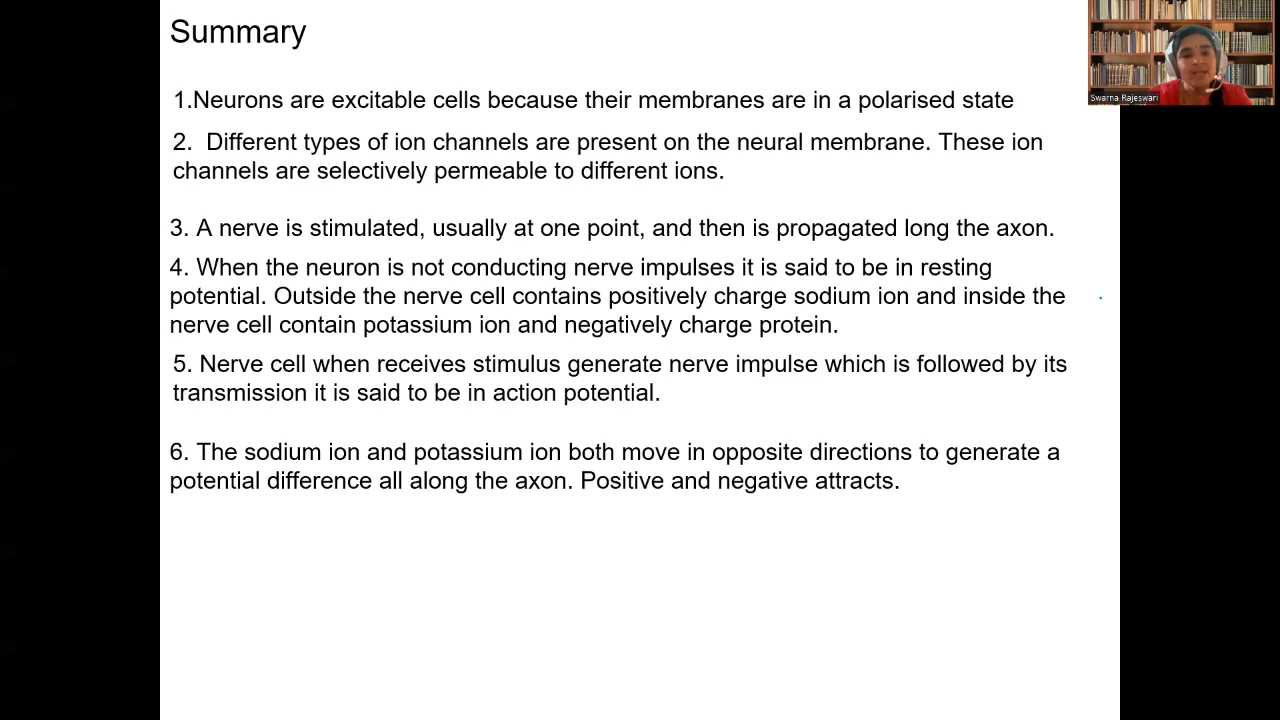 Summary
Swarna Rajeswari
1.Neurons are excitable cells because their membranes are in a polarised state
2. Different types of ion channels are present on the neural membrane. These ion
channels are selectively permeable to different ions.
3. A nerve is stimulated, usually at one point, and then is propagated long the axon.
4. When the neuron is not conducting nerve impulses it is said to be in resting
potential. Outside the nerve cell contains positively charge sodium ion and inside the
nerve cell contain potassium ion and negatively charge protein.
5. Nerve cell when receives stimulus generate nerve impulse which is followed by its
transmission it is said to be in action potential.
6. The sodium ion and potassium ion both move in opposite directions to generate a
potential difference all along the axon. Positive and negative attracts.